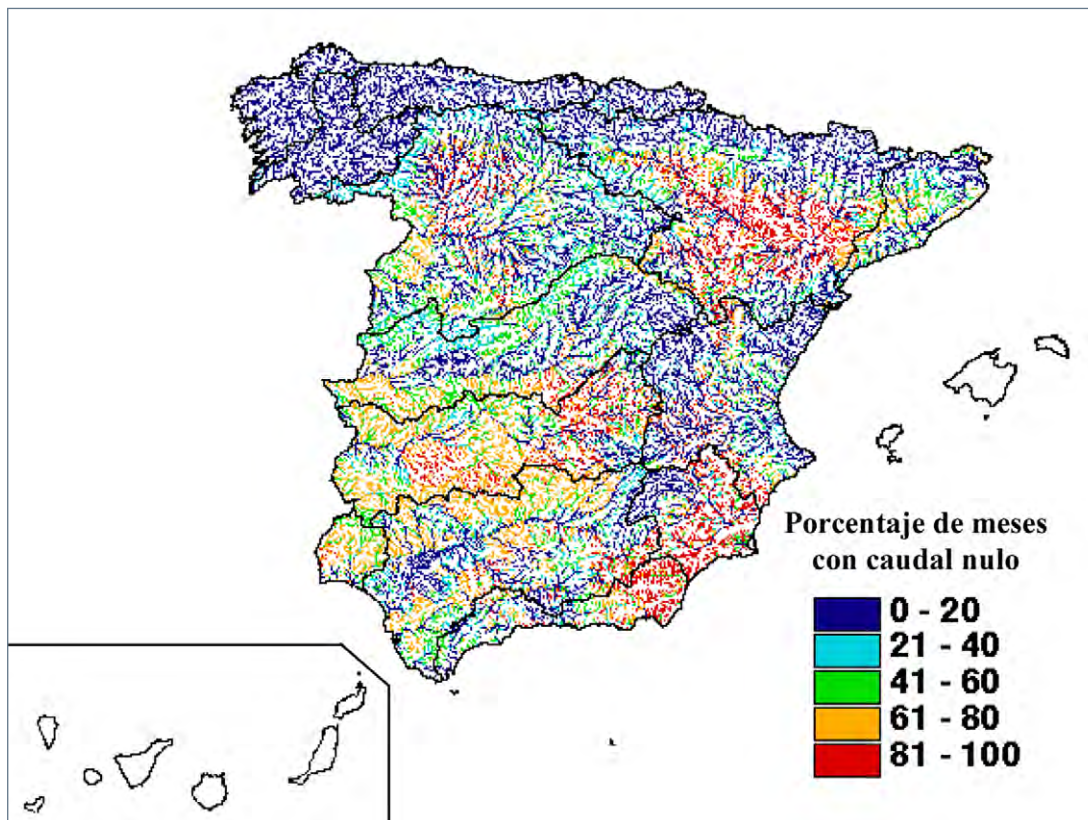 Porcentaje de meses
con caudal nulo
0 - 20
21 - 40
41 - 60
61 - 80
81 - 100